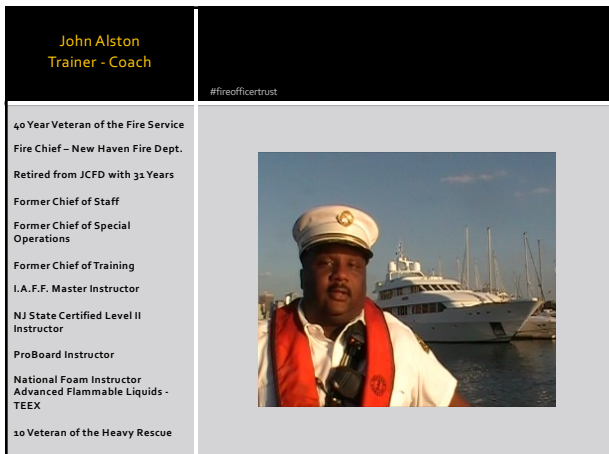 John Alston
Trainer - Coach
#fireofficertrust
40 Year Veteran of the Fire Service
Fire Chief – New Haven Fire Dept.
Retired from JCFD with 31 Years
Former Chief of Staff
Former Chief of Special
Operations
Former Chief of Training
I.A.F.F. Master Instructor
NJ State Certified Level II
Instructor
ProBoard Instructor
National Foam Instructor
Advanced Flammable Liquids -
TEEX
10 Veteran of the Heavy Rescue